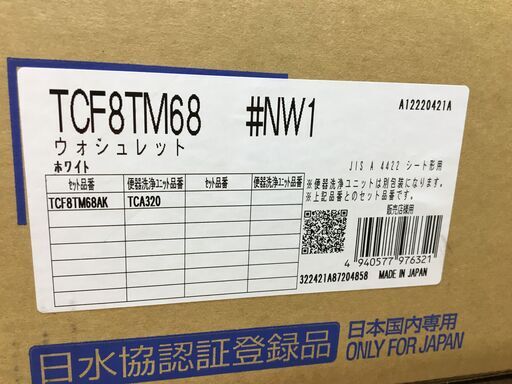 TCF8TM68 #NW1
A12220421A
ウォシュレット
ホワイト
JIS A 4422 シート形用
セット品番 便器洗浄ユニット品番 セット品番 便器洗浄ユニット品番
TCF8TM68AK TCA320
※便器洗浄ユニットは別包装になります。
※上記品番とのセット品番です。
販売店様用
4 940577 976321
322421A87204858 MADE IN JAPAN
日水協認証登録品
日本国内専用
ONLY FOR JAPAN